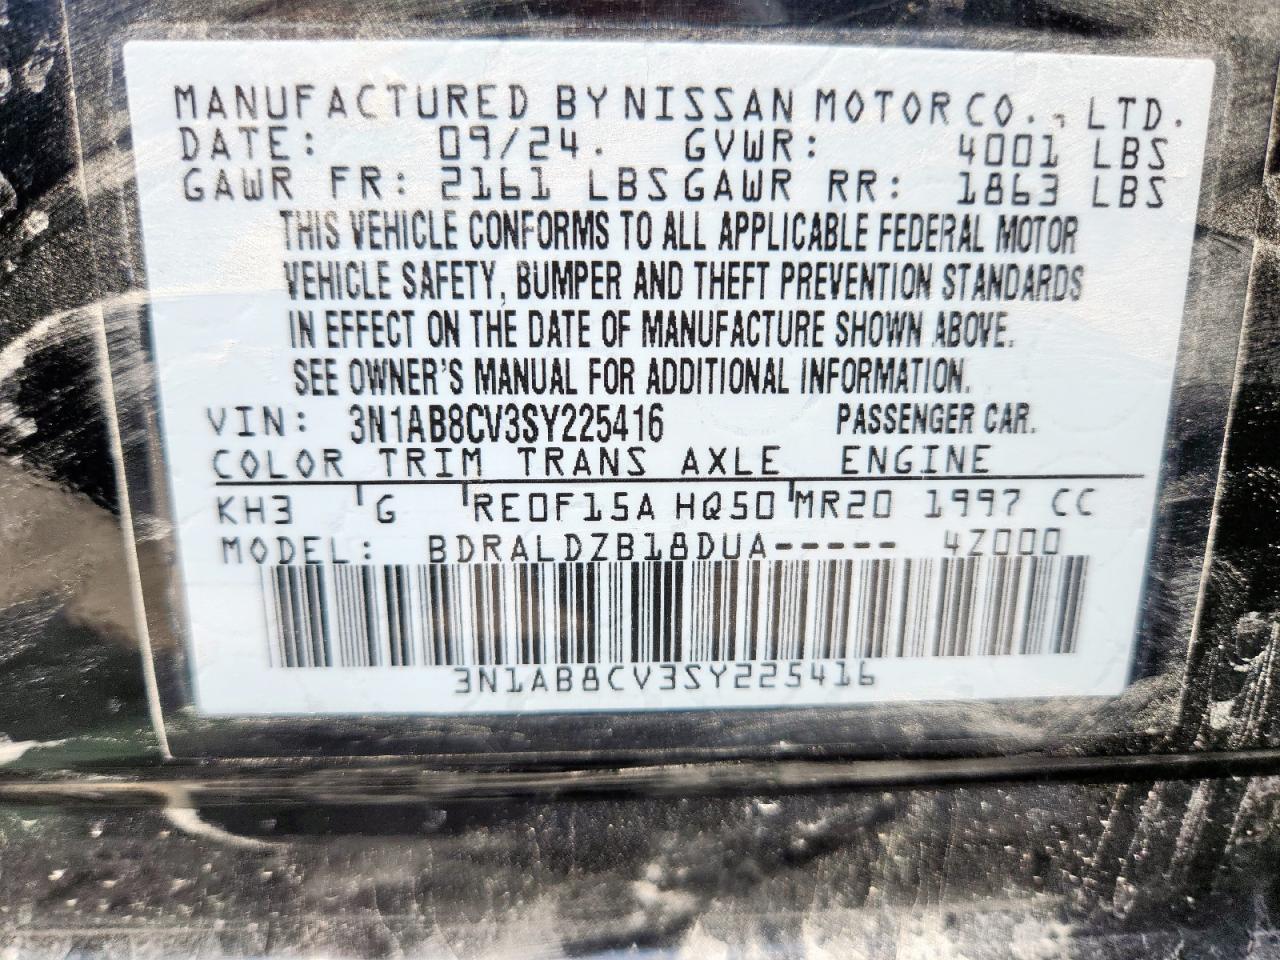 MANUFACTURED BY NISSAN MOTOR CO., LTD.
DATE: 09/24. GVWR: 4001 LBS
GAWR FR: 2161 LBS GAWR RR: 1863 LBS
THIS VEHICLE CONFORMS TO ALL APPLICABLE FEDERAL MOTOR
VEHICLE SAFETY, BUMPER AND THEFT PREVENTION STANDARDS
IN EFFECT ON THE DATE OF MANUFACTURE SHOWN ABOVE.
SEE OWNER'S MANUAL FOR ADDITIONAL INFORMATION.
VIN: 3N1AB8CV3SY225416 PASSENGER CAR.
COLOR TRIM TRANS AXLE ENGINE
KH3 G RE0F15A HQ50 MR20 1997 CC
MODEL: BDRALDZB18DUA----- 4Z000
3N1AB8CV3SY225416